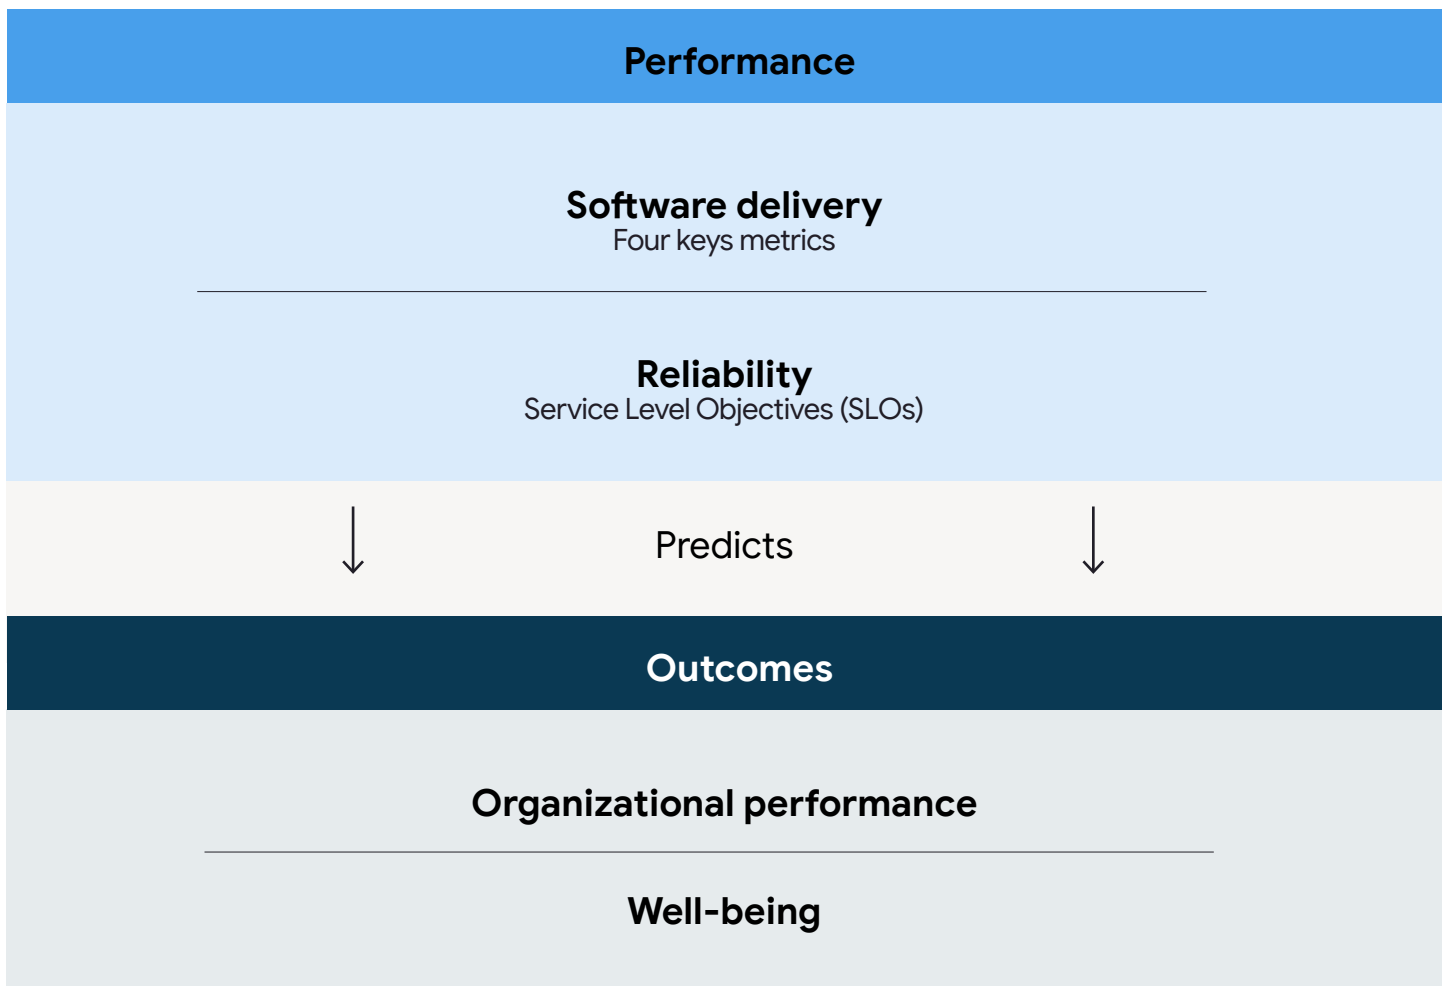 Performance
Software delivery
Four keys metrics
Reliability
Service Level Objectives (SLOs)
Predicts
Outcomes
Organizational performance
Well-being